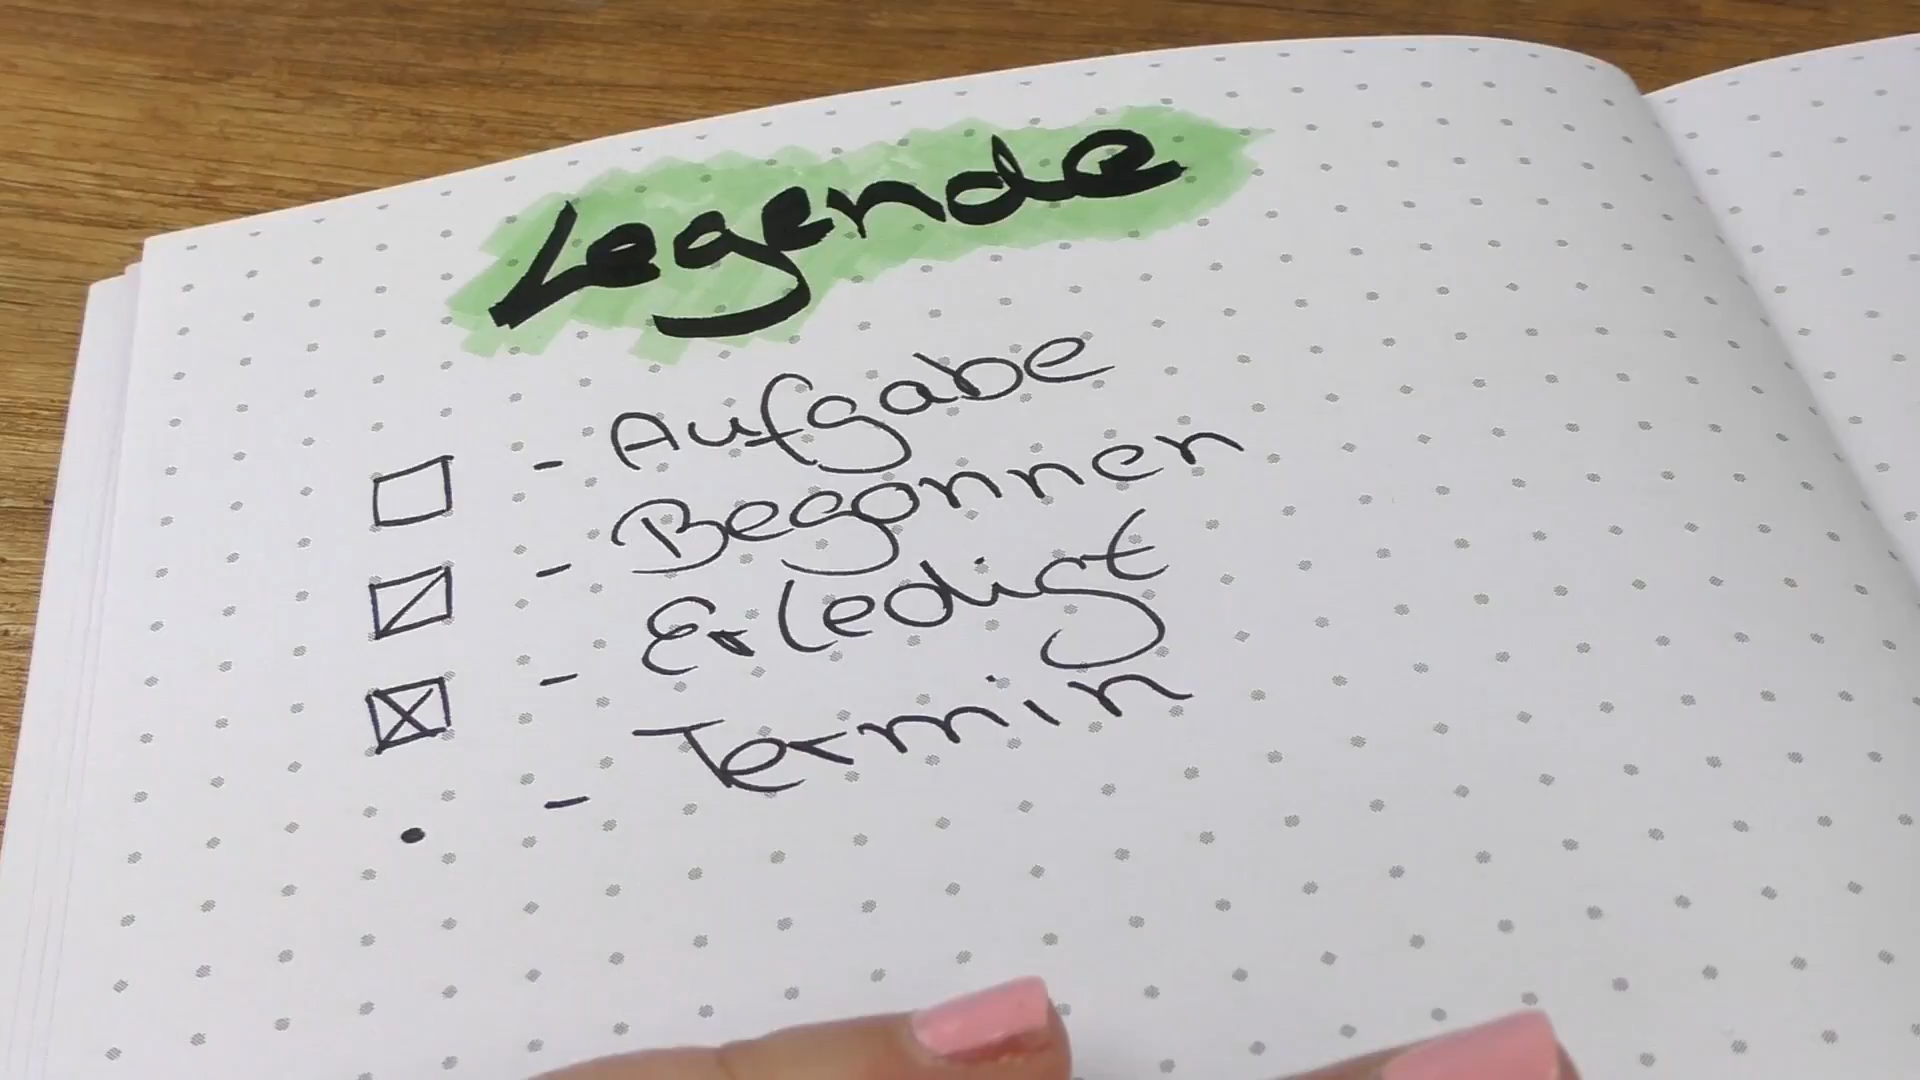 Legende
☐ - Aufgabe
⧄ - Begonnen
☒ - Erledigt
• - Termin